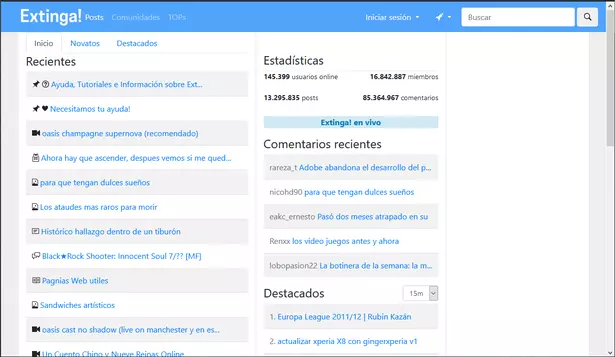 Extinga! Posts Comunidades TOPs Iniciar sesión Buscar
Inicio Novatos Destacados
Recientes
Ayuda, Tutoriales e Información sobre Ext...
Necesitamos tu ayuda!
oasis champagne supernova (recomendado)
Ahora hay que ascender, despues vemos si me qued...
para que tengan dulces sueños
Los ataudes mas raros para morir
Histórico hallazgo dentro de un tiburón
Black★Rock Shooter: Innocent Soul 7/?? [MF]
Pagnias Web utiles
Sandwiches artísticos
oasis cast no shadow (live on manchester y en es...
Un Cuento Chino y Nueve Reinas Online
Estadísticas
145.399 usuarios online 16.842.887 miembros
13.295.835 posts 85.364.967 comentarios
Extinga! en vivo
Comentarios recientes
rareza_t Adobe abandona el desarrollo del p...
nicohd90 para que tengan dulces sueños
eakc_ernesto Pasó dos meses atrapado en su
Renxx los video juegos antes y ahora
lobopasion22 La botinera de la semana: la m...
Destacados 15m
1. Europa League 2011/12 | Rubin Kazán
2. actualizar xperia X8 con gingerxperia v1